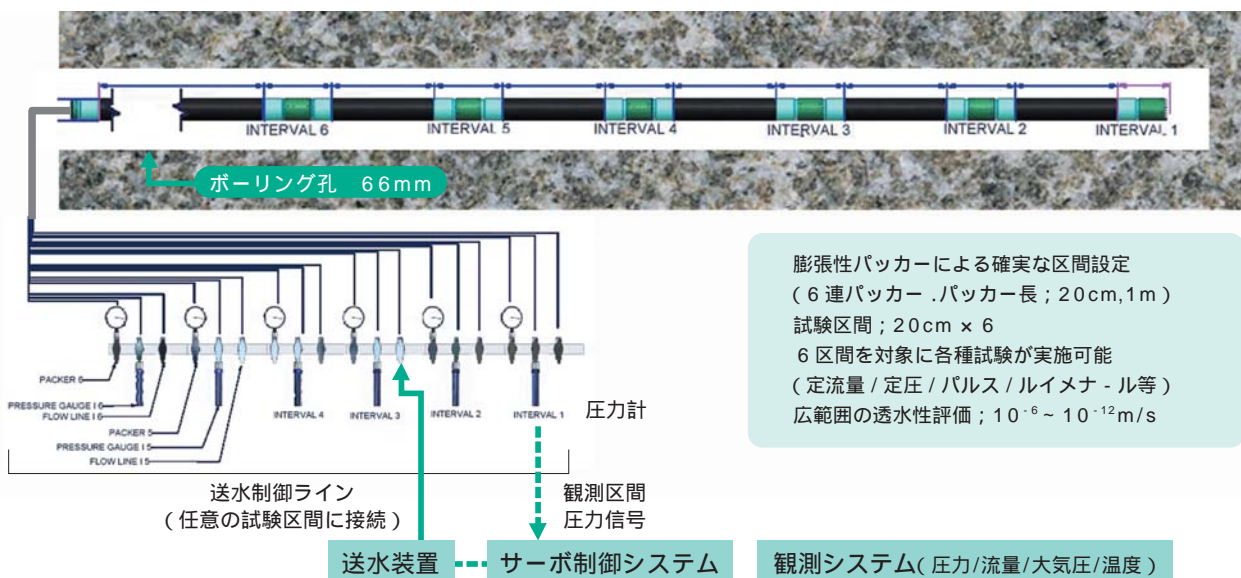 INTERVAL 6
INTERVAL 5
INTERVAL 4
INTERVAL 3
INTERVAL 2
INTERVAL 1
ボーリング孔 66mm
膨張性パッカーによる確実な区間設定
(6連パッカー.パッカー長;20cm,1m)
試験区間;20cm×6
6区間を対象に各種試験が実施可能
(定流量/定圧/パルス/ルイメナ-ル等)
広範囲の透水性評価;10⁻⁶~10⁻¹²m/s
PACKER 6
PRESSURE GAUGE I 6
FLOW LINE I 6
PACKER 5
PRESSURE GAUGE I 5
FLOW LINE I 5
INTERVAL 4
INTERVAL 3
INTERVAL 2
INTERVAL 1
圧力計
送水制御ライン
(任意の試験区間に接続)
観測区間
圧力信号
送水装置
サーボ制御システム
観測システム(圧力/流量/大気圧/温度)